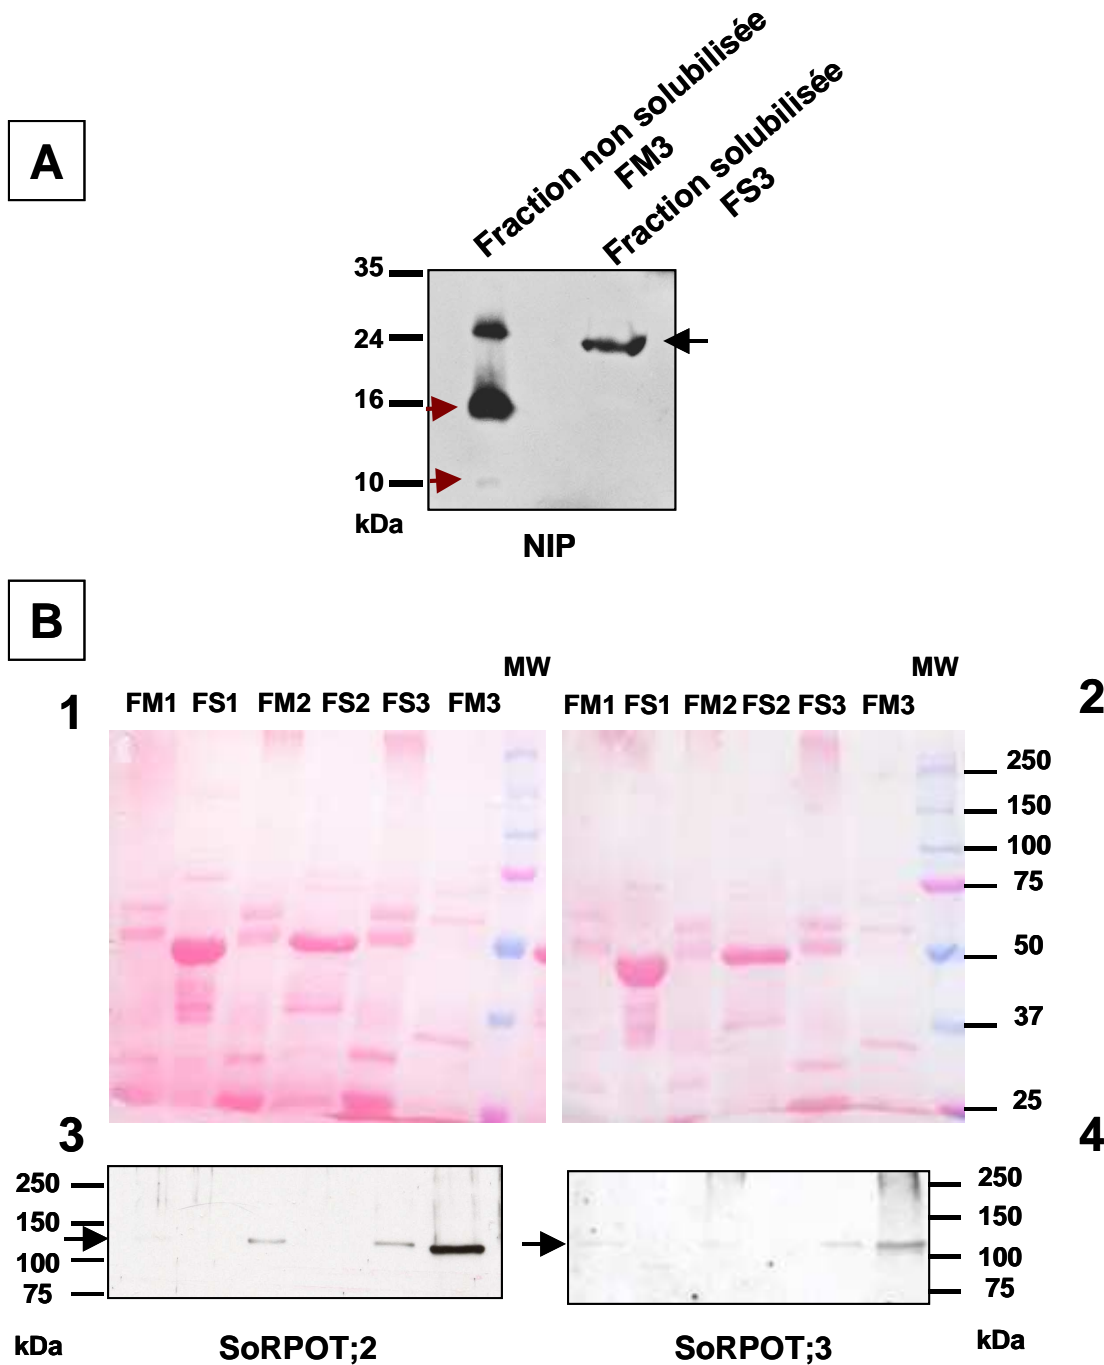 A
Fraction non solubilisée
FM3
Fraction solubilisée
FS3
35
24
16
10
kDa
NIP
B
MW
MW
1
FM1 FS1 FM2 FS2 FS3 FM3
FM1 FS1 FM2 FS2 FS3 FM3
2
250
150
100
75
50
37
25
3
4
250
150
100
75
kDa
SoRPOT;2
250
150
100
75
kDa
SoRPOT;3